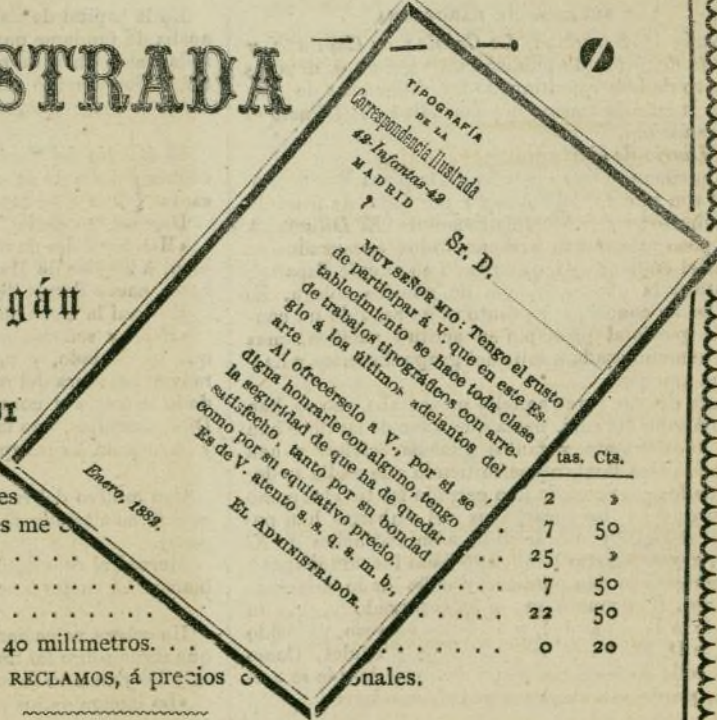 STRADA
TIPOGRAFÍA
DE LA
Correspondencia Ilustrada
42-Infantas-42
MADRID
Sr. D.
MUY SEÑOR MIO: Tengo el gusto
de participar á V. que en este Es-
tablecimiento se hace toda clase
de trabajos tipográficos con arre-
glo á los últimos adelantos del
arte.
Al ofrecérselo a V., por si se
digna honrarle con alguno, tengo
la seguridad de que ha de quedar
satisfecho, tanto por su bondad
como por su equitativo precio.
Es de V. atento s. s. q. s. m. b.,
EL ADMINISTRADOR.
Enero, 1882.
gán
tas. Cts.
es 2 »
s me 7 50
. . . . 25 »
. . . . 7 50
. . . . 22 50
40 milímetros. . . . 0 20
RECLAMOS, á precios nales.